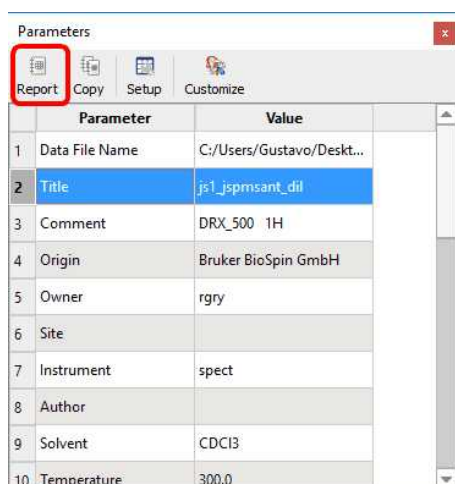 Parameters
x
Report Copy Setup Customize
Parameter Value
1 Data File Name C:/Users/Gustavo/Deskt...
2 Title js1_jspmsant_dil
3 Comment DRX_500 1H
4 Origin Bruker BioSpin GmbH
5 Owner rgry
6 Site
7 Instrument spect
8 Author
9 Solvent CDCl3
10 Temperature 300.0